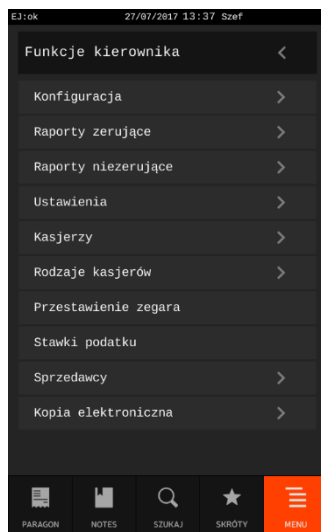 EJ:ok 27/07/2017 13:37 Szef
Funkcje kierownika
Konfiguracja
Raporty zerujące
Raporty niezerujące
Ustawienia
Kasjerzy
Rodzaje kasjerów
Przestawienie zegara
Stawki podatku
Sprzedawcy
Kopia elektroniczna
PARAGON NOTES SZUKAJ SKRÓTY MENU